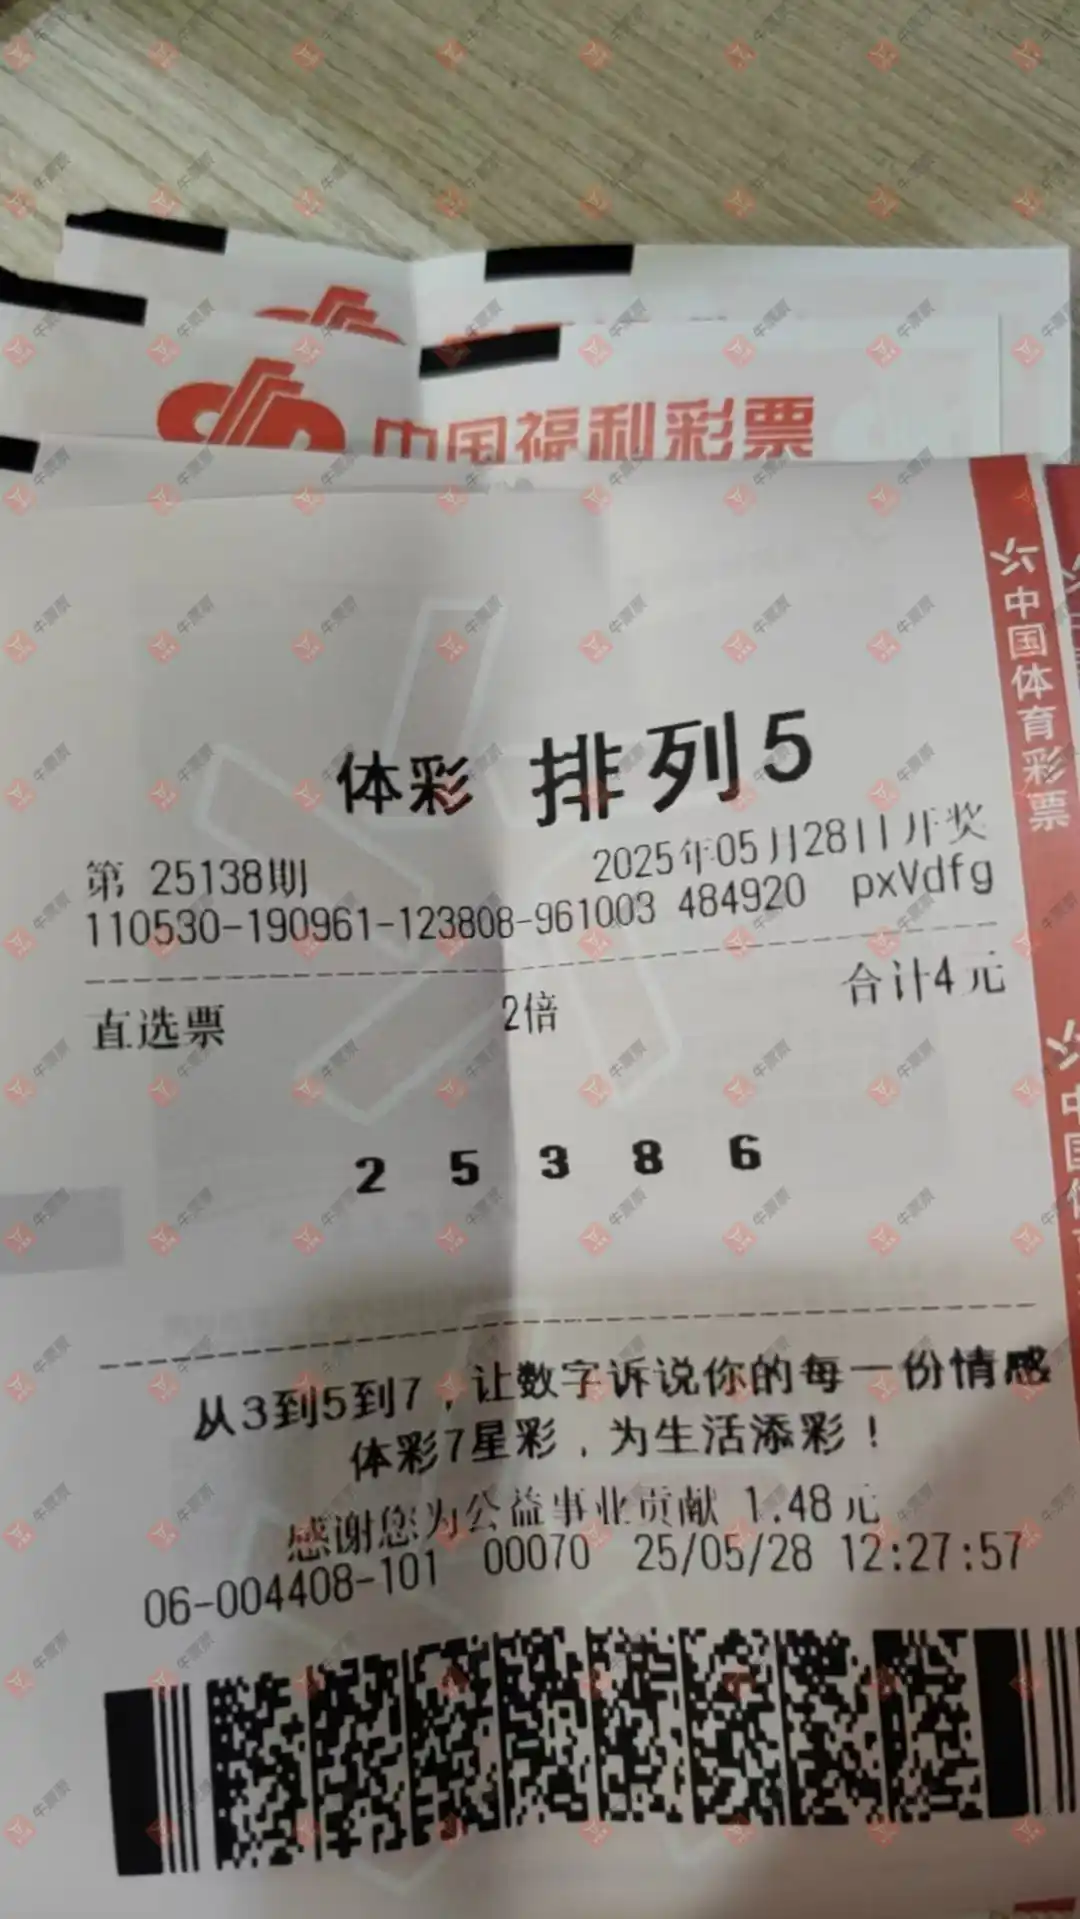 中国福利彩票
中国体育彩票
体彩 排列5
第 25138期 2025年05月28日开奖
110530-190961-123808-961003 484920 pxVdfg
直选票 2倍 合计4元
2 5 3 8 6
从3到5到7，让数字诉说你的每一份情感
体彩7星彩，为生活添彩！
感谢您为公益事业贡献 1.48元
06-004408-101 00070 25/05/28 12:27:57
牛票票